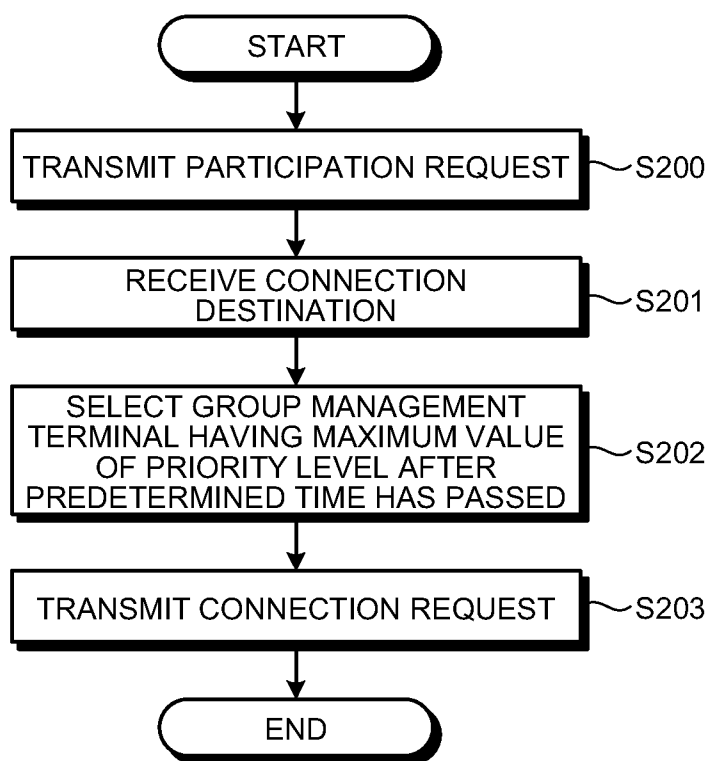 START
TRANSMIT PARTICIPATION REQUEST
S200
RECEIVE CONNECTION
DESTINATION
S201
SELECT GROUP MANAGEMENT
TERMINAL HAVING MAXIMUM VALUE
OF PRIORITY LEVEL AFTER
PREDETERMINED TIME HAS PASSED
S202
TRANSMIT CONNECTION REQUEST
S203
END